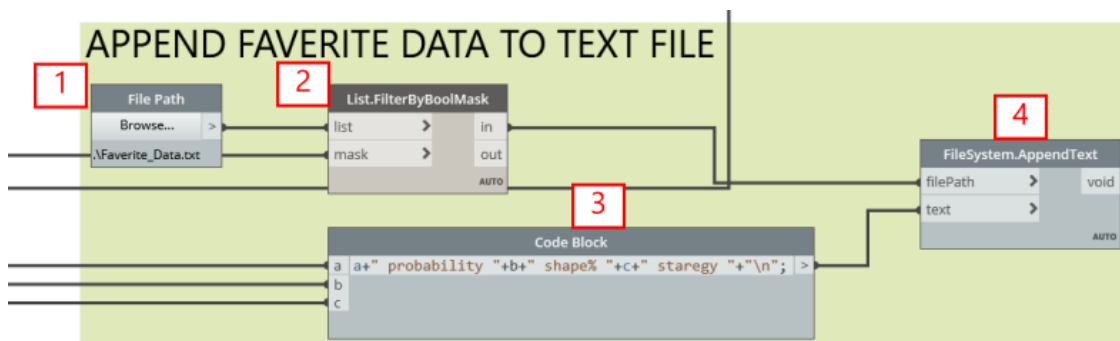 APPEND FAVERITE DATA TO TEXT FILE
1
File Path
Browse... >
.\Faverite_Data.txt
2
List.FilterByBoolMask
list > in
mask > out
AUTO
3
Code Block
a a+" probability "+b+" shape% "+c+" staregy "+"\n"; >
b
c
4
FileSystem.AppendText
filePath > void
text >
AUTO